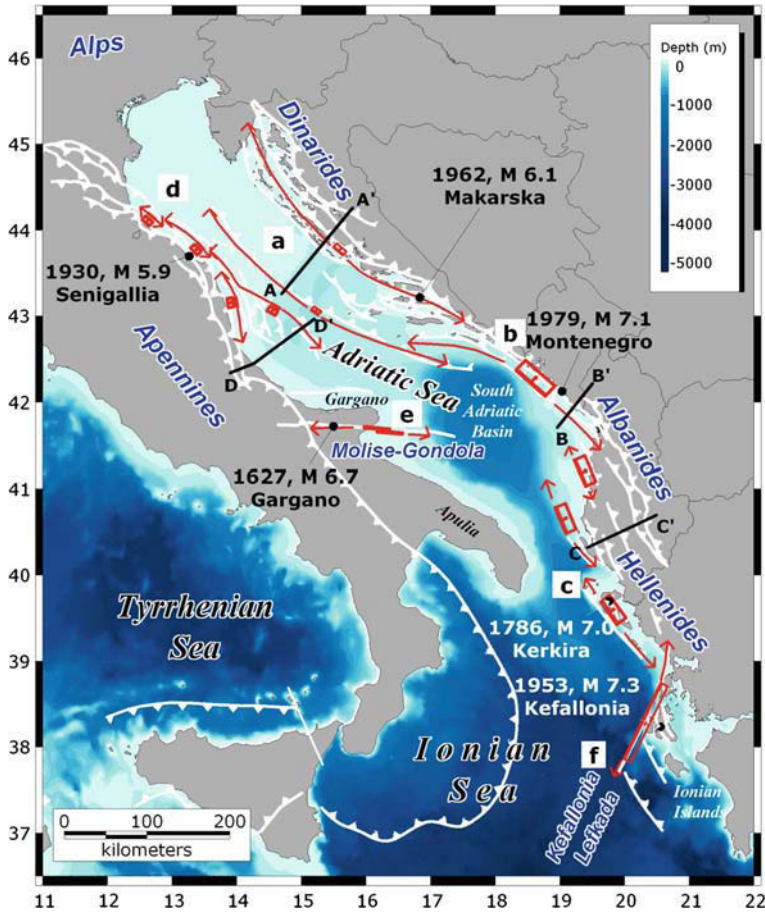 Alps
Depth (m)
0
-1000
-2000
-3000
-4000
-5000
46
45
44
43
42
41
40
39
38
37
Dinarides
A'
1962, M 6.1
Makarska
d
a
1930, M 5.9
Senigallia
A
D'
b
1979, M 7.1
Montenegro
Apennines
D
Adriatic Sea
B'
Gargano
South
Adriatic
Basin
B
Albanides
e
Molise-Gondola
1627, M 6.7
Gargano
Apulia
C'
C
Hellenides
c
Tyrrhenian
Sea
1786, M 7.0
Kerkira
1953, M 7.3
Kefallonia
Ionian
Sea
f
Kefallonia
Lefkada
Ionian
Islands
0 100 200
kilometers
11 12 13 14 15 16 17 18 19 20 21 22